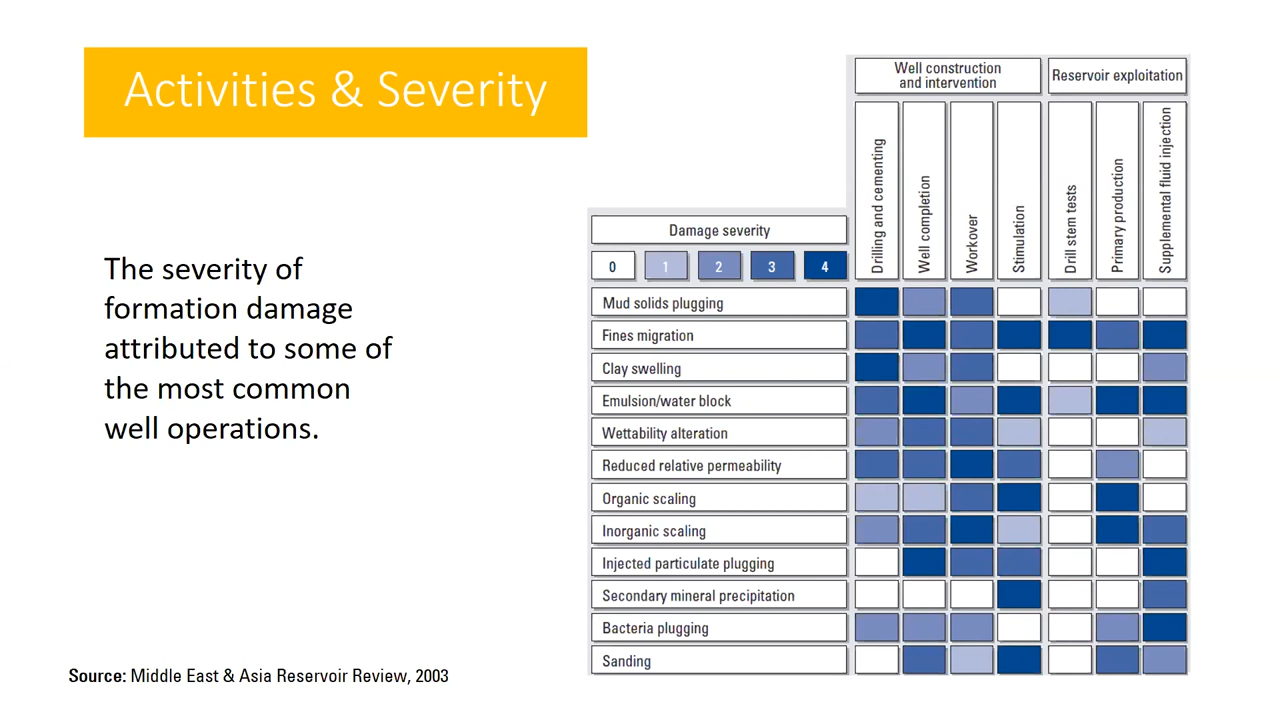 Activities & Severity
The severity of
formation damage
attributed to some of
the most common
well operations.
Source: Middle East & Asia Reservoir Review, 2003
Well construction
and intervention
Reservoir exploitation
Drilling and cementing
Well completion
Workover
Stimulation
Drill stem tests
Primary production
Supplemental fluid injection
Damage severity
0 1 2 3 4
Mud solids plugging
Fines migration
Clay swelling
Emulsion/water block
Wettability alteration
Reduced relative permeability
Organic scaling
Inorganic scaling
Injected particulate plugging
Secondary mineral precipitation
Bacteria plugging
Sanding